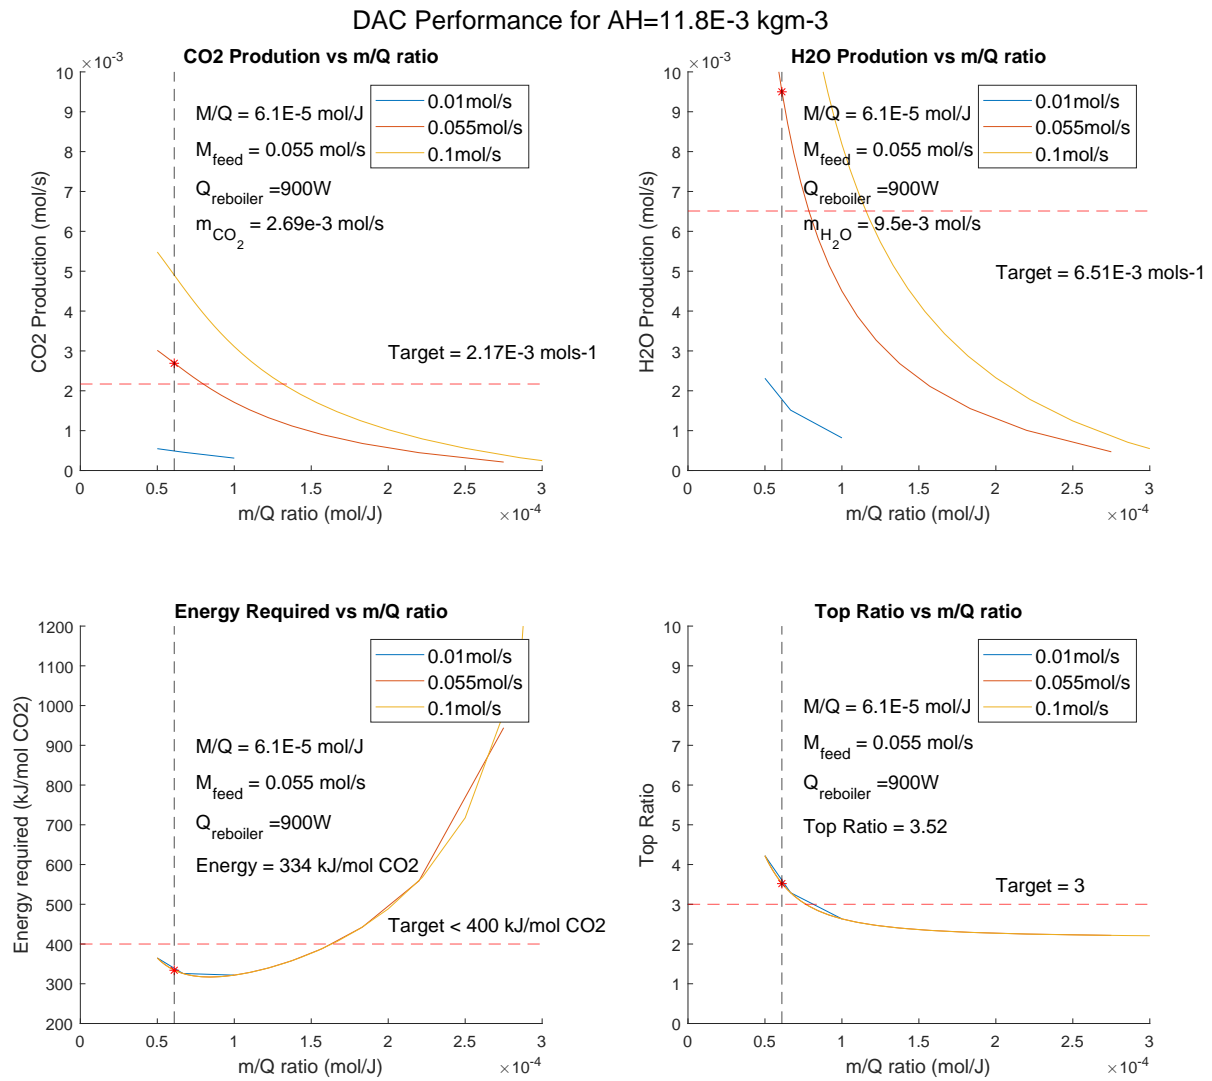 DAC Performance for AH=11.8E-3 kgm-3
CO2 Prodution vs m/Q ratio
×10-3
10
9
8
7
6
5
4
3
2
1
0
CO2 Production (mol/s)
M/Q = 6.1E-5 mol/J
Mfeed = 0.055 mol/s
Qreboiler =900W
mCO2 = 2.69e-3 mol/s
0.01mol/s
0.055mol/s
0.1mol/s
Target = 2.17E-3 mols-1
0 0.5 1 1.5 2 2.5 3
m/Q ratio (mol/J)
×10-4
H2O Prodution vs m/Q ratio
×10-3
10
9
8
7
6
5
4
3
2
1
0
H2O Production (mol/s)
M/Q = 6.1E-5 mol/J
Mfeed = 0.055 mol/s
Qreboiler =900W
mH2O = 9.5e-3 mol/s
0.01mol/s
0.055mol/s
0.1mol/s
Target = 6.51E-3 mols-1
0 0.5 1 1.5 2 2.5 3
m/Q ratio (mol/J)
×10-4
Energy Required vs m/Q ratio
1200
1100
1000
900
800
700
600
500
400
300
200
Energy required (kJ/mol CO2)
0.01mol/s
0.055mol/s
0.1mol/s
M/Q = 6.1E-5 mol/J
Mfeed = 0.055 mol/s
Qreboiler =900W
Energy = 334 kJ/mol CO2
Target < 400 kJ/mol CO2
0 0.5 1 1.5 2 2.5 3
m/Q ratio (mol/J)
×10-4
Top Ratio vs m/Q ratio
10
9
8
7
6
5
4
3
2
1
0
Top Ratio
0.01mol/s
0.055mol/s
0.1mol/s
M/Q = 6.1E-5 mol/J
Mfeed = 0.055 mol/s
Qreboiler =900W
Top Ratio = 3.52
Target = 3
0 0.5 1 1.5 2 2.5 3
m/Q ratio (mol/J)
×10-4